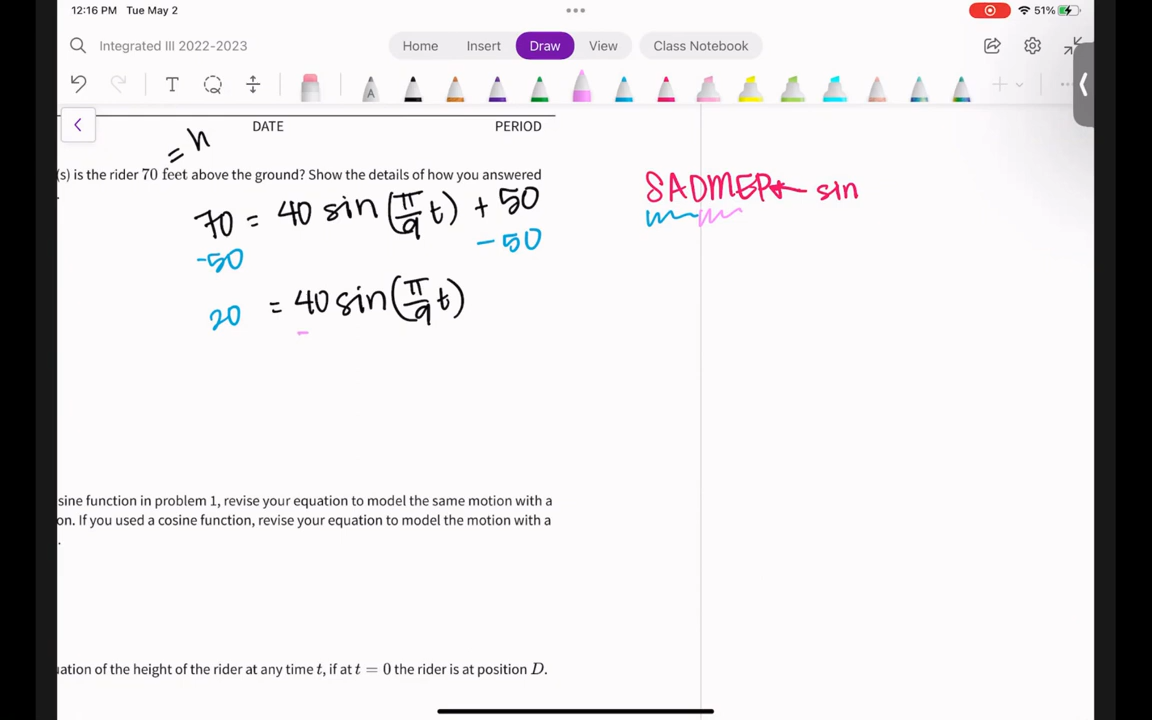 12:16 PM Tue May 2
51%
Integrated III 2022-2023
Home Insert Draw View Class Notebook
T A
DATE PERIOD
= h
(s) is the rider 70 feet above the ground? Show the details of how you answered
70 = 40 sin(π/9 t) + 50
-50 -50
20 = 40 sin(π/9 t)
SADMEP ← sin
sine function in problem 1, revise your equation to model the same motion with a
on. If you used a cosine function, revise your equation to model the motion with a
uation of the height of the rider at any time t, if at t = 0 the rider is at position D.